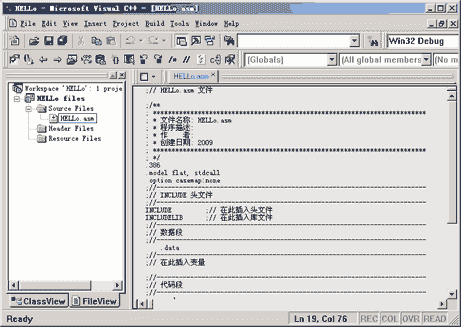 HELLo - Microsoft Visual C++ - [HELLo.asm]
File Edit View Insert Project Build Tools Window Help
Win32 Debug
(Globals) (All global members (No m
Workspace 'HELLo': 1 proje
HELLo files
Source Files
HELLo.asm
Header Files
Resource Files
ClassView FileView
HELLo.asm
;// HELLo.asm 文件
;/**
; ****************************************
; * 文件名称: HELLo.asm
; * 程序描述:
; * 作    者:
; * 创建日期: 2009
; ****************************************
; */
.386
.model flat, stdcall
option casemap:none
;//----------------------------------------
;// INCLUDE 头文件
;//----------------------------------------
INCLUDE ;// 在此插入头文件
INCLUDELIB ;// 在此插入库文件
;//----------------------------------------
;// 数据段
;//----------------------------------------
.data
;//----------------------------------------
;// 在此插入变量
;//----------------------------------------
;// 代码段
;//----------------------------------------
Ready Ln 19, Col 76 REC COL OVR READ